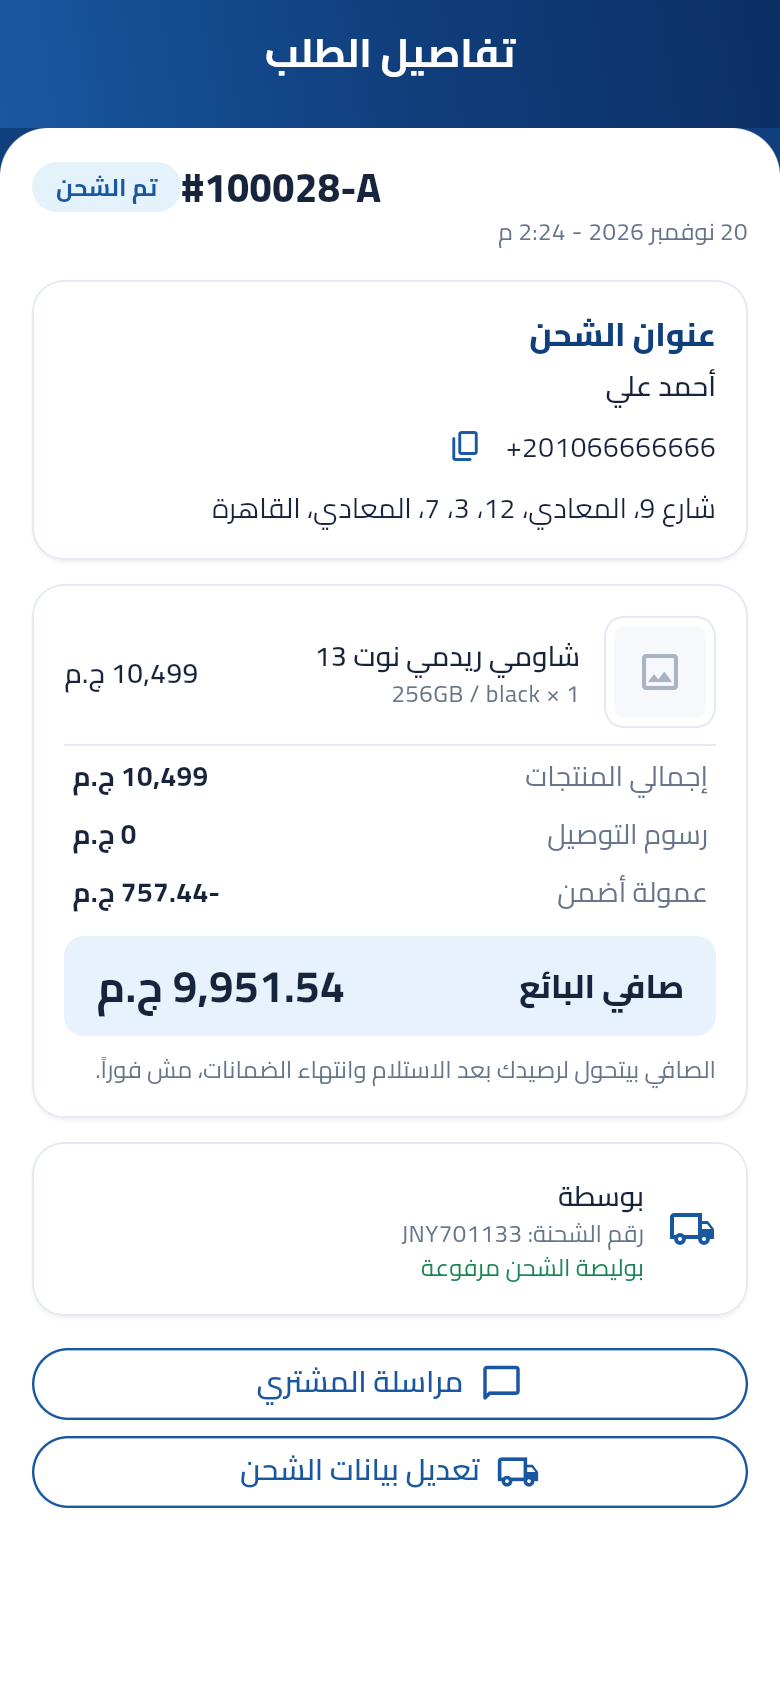 تفاصيل الطلب
#100028-A تم الشحن
20 نوفمبر 2026 - 2:24 م
عنوان الشحن
أحمد علي
+201066666666
شارع 9، المعادي، 12، 3، 7، المعادي، القاهرة
شاومي ريدمي نوت 13
256GB / black × 1
10,499 ج.م
إجمالي المنتجات 10,499 ج.م
رسوم التوصيل 0 ج.م
عمولة أضمن -757.44 ج.م
صافي البائع 9,951.54 ج.م
الصافي بيتحول لرصيدك بعد الاستلام وانتهاء الضمانات، مش فوراً.
بوسطة
رقم الشحنة: JNY701133
بوليصة الشحن مرفوعة
مراسلة المشتري
تعديل بيانات الشحن